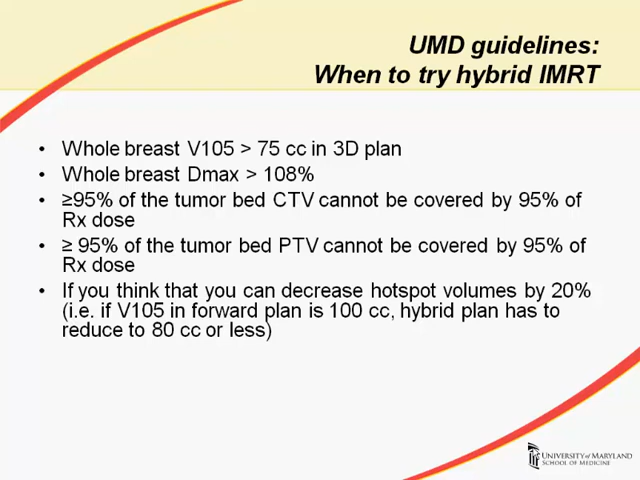 UMD guidelines:
When to try hybrid IMRT
• Whole breast V105 > 75 cc in 3D plan
• Whole breast Dmax > 108%
• ≥95% of the tumor bed CTV cannot be covered by 95% of
Rx dose
• ≥ 95% of the tumor bed PTV cannot be covered by 95% of
Rx dose
• If you think that you can decrease hotspot volumes by 20%
(i.e. if V105 in forward plan is 100 cc, hybrid plan has to
reduce to 80 cc or less)
UNIVERSITY of MARYLAND
SCHOOL OF MEDICINE